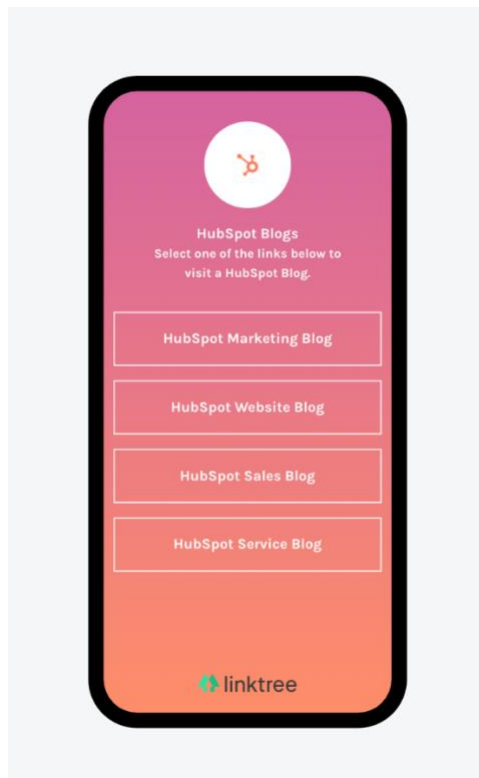 HubSpot Blogs
Select one of the links below to
visit a HubSpot Blog.
HubSpot Marketing Blog
HubSpot Website Blog
HubSpot Sales Blog
HubSpot Service Blog
linktree